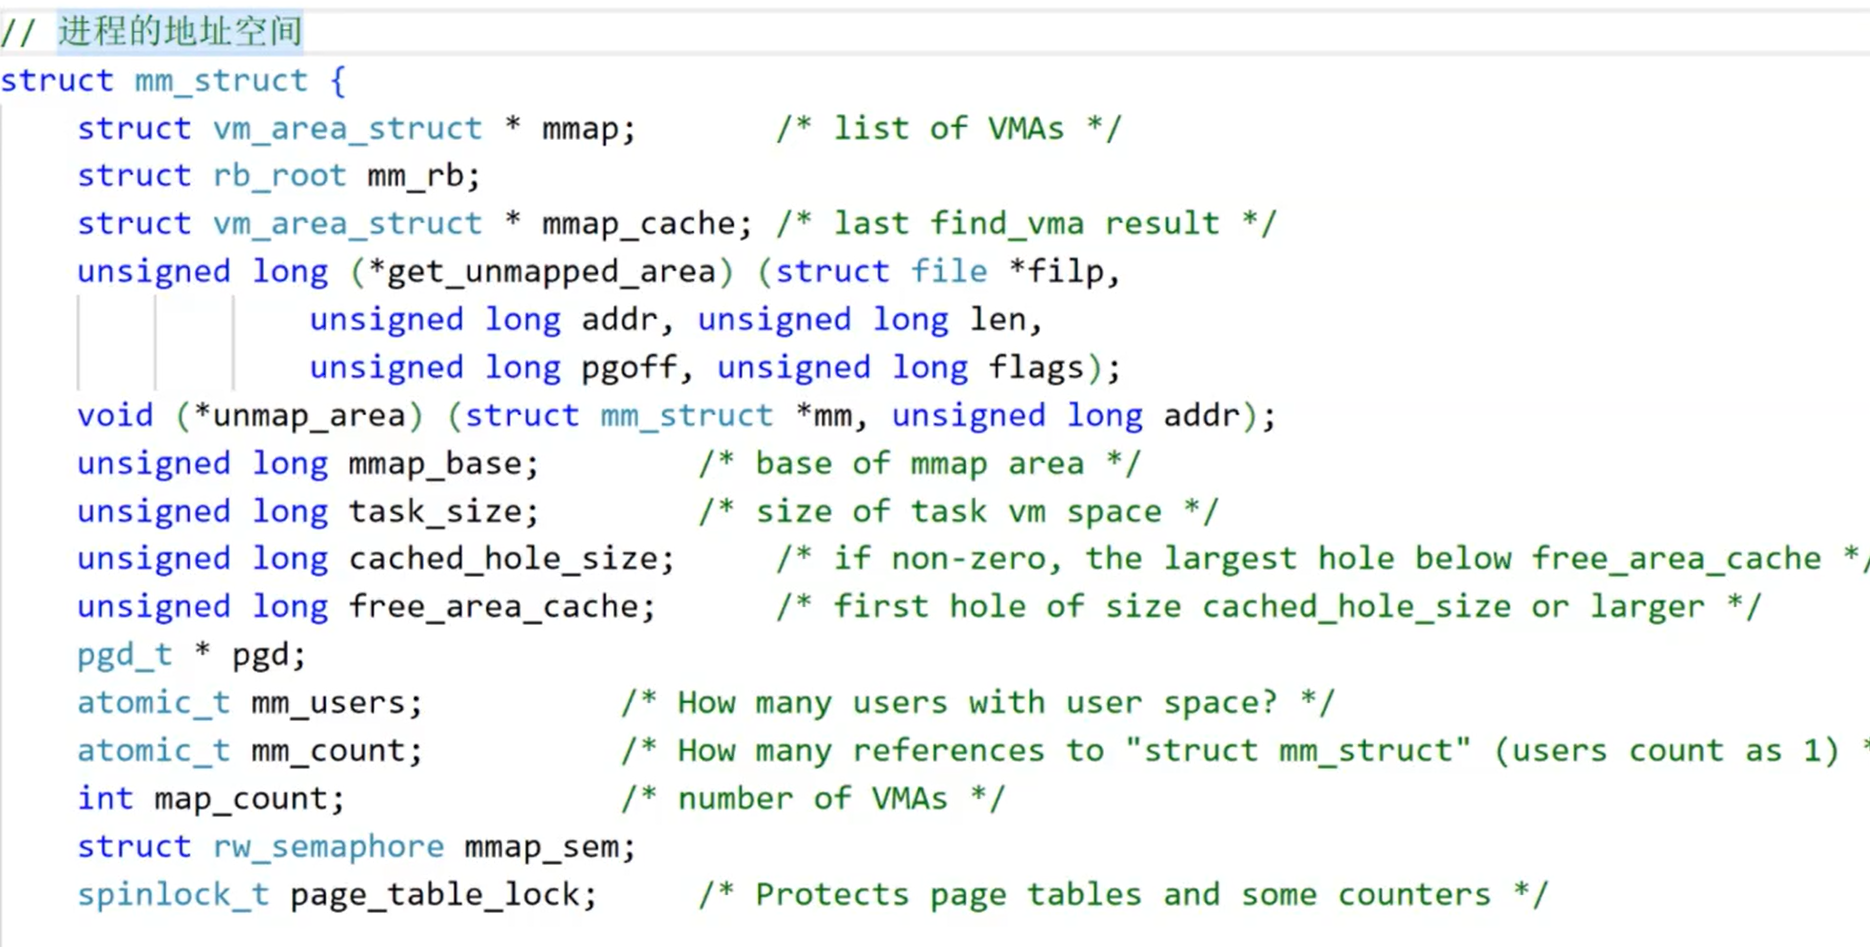 // 进程的地址空间
struct mm_struct {
struct vm_area_struct * mmap; /* list of VMAs */
struct rb_root mm_rb;
struct vm_area_struct * mmap_cache; /* last find_vma result */
unsigned long (*get_unmapped_area) (struct file *filp,
unsigned long addr, unsigned long len,
unsigned long pgoff, unsigned long flags);
void (*unmap_area) (struct mm_struct *mm, unsigned long addr);
unsigned long mmap_base; /* base of mmap area */
unsigned long task_size; /* size of task vm space */
unsigned long cached_hole_size; /* if non-zero, the largest hole below free_area_cache */
unsigned long free_area_cache; /* first hole of size cached_hole_size or larger */
pgd_t * pgd;
atomic_t mm_users; /* How many users with user space? */
atomic_t mm_count; /* How many references to "struct mm_struct" (users count as 1) *
int map_count; /* number of VMAs */
struct rw_semaphore mmap_sem;
spinlock_t page_table_lock; /* Protects page tables and some counters */